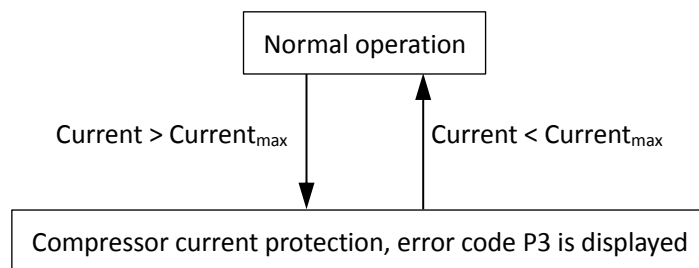 Normal operation
Current > Currentmax
Current < Currentmax
Compressor current protection, error code P3 is displayed